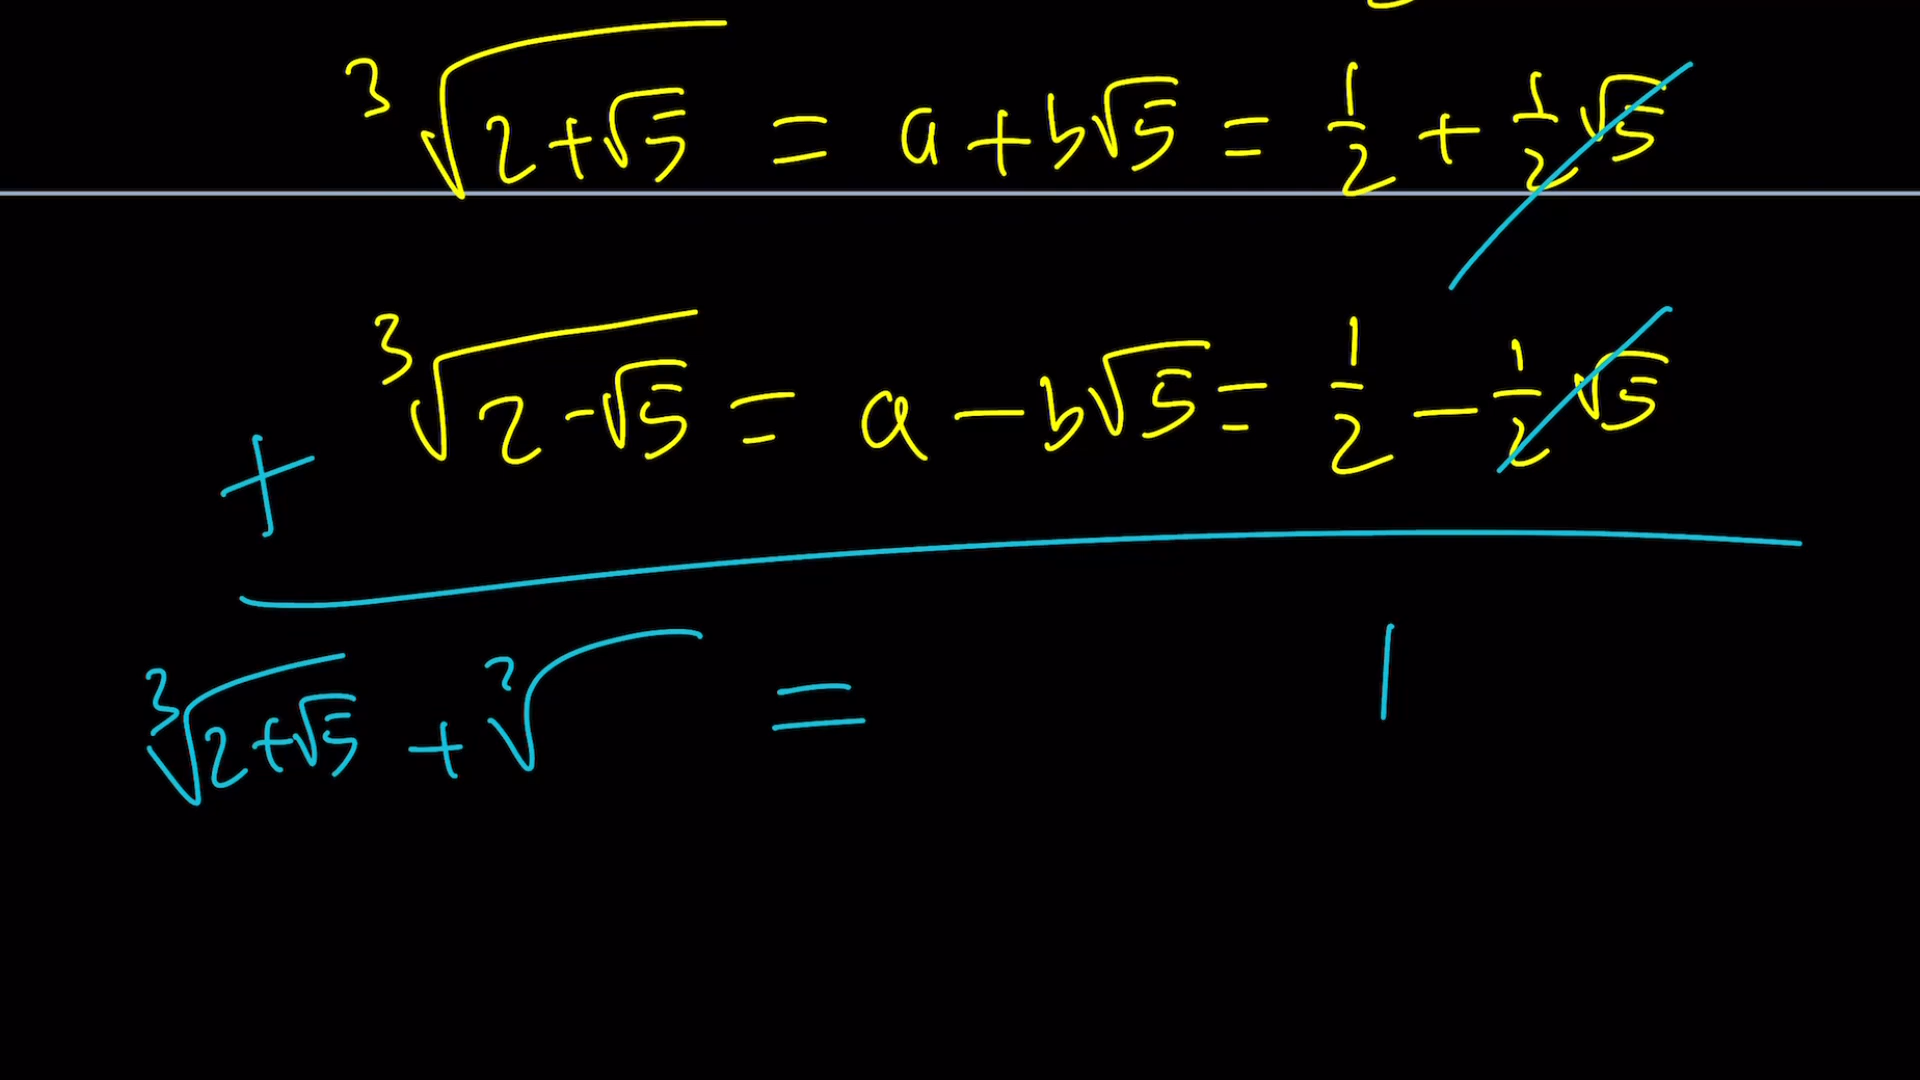 ∛(2+√5) = a+b√5 = 1/2 + 1/2 √5
∛(2-√5) = a-b√5 = 1/2 - 1/2 √5
+
∛(2+√5) + ∛ = 1